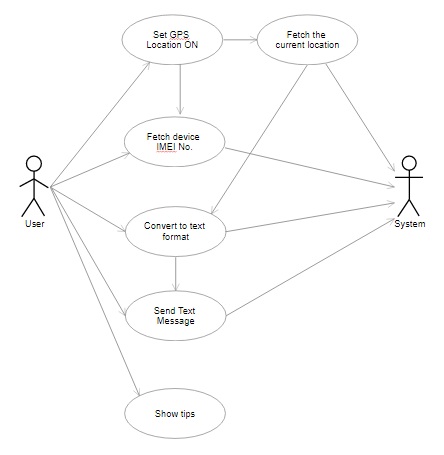 Set GPS
Location ON
Fetch the
current location
Fetch device
IMEI No.
User
System
Convert to text
format
Send Text
Message
Show tips